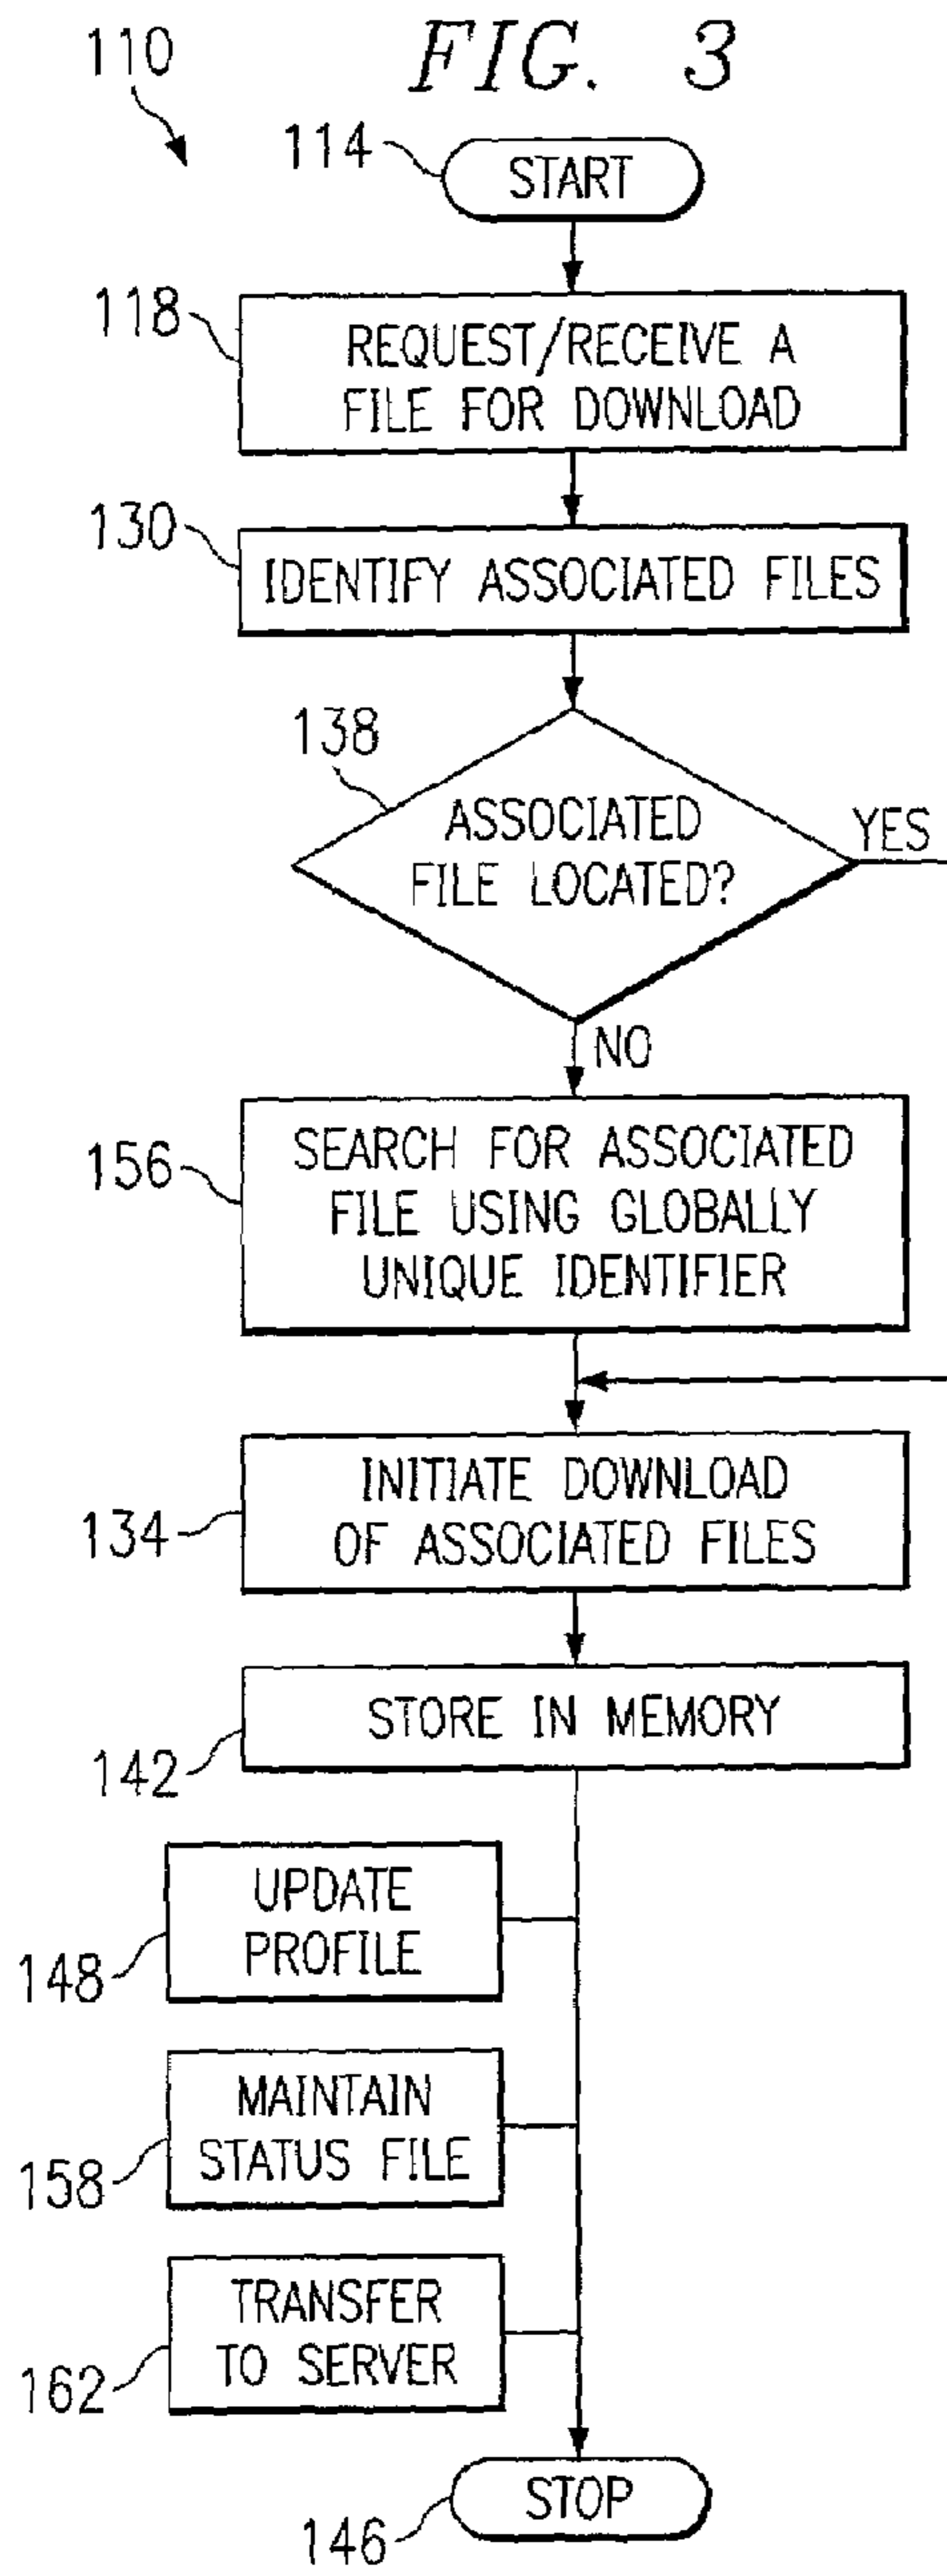 110
FIG. 3
114
START
118
REQUEST/RECEIVE A
FILE FOR DOWNLOAD
130
IDENTIFY ASSOCIATED FILES
138
ASSOCIATED
FILE LOCATED?
YES
NO
156
SEARCH FOR ASSOCIATED
FILE USING GLOBALLY
UNIQUE IDENTIFIER
134
INITIATE DOWNLOAD
OF ASSOCIATED FILES
142
STORE IN MEMORY
148
UPDATE
PROFILE
158
MAINTAIN
STATUS FILE
162
TRANSFER
TO SERVER
146
STOP